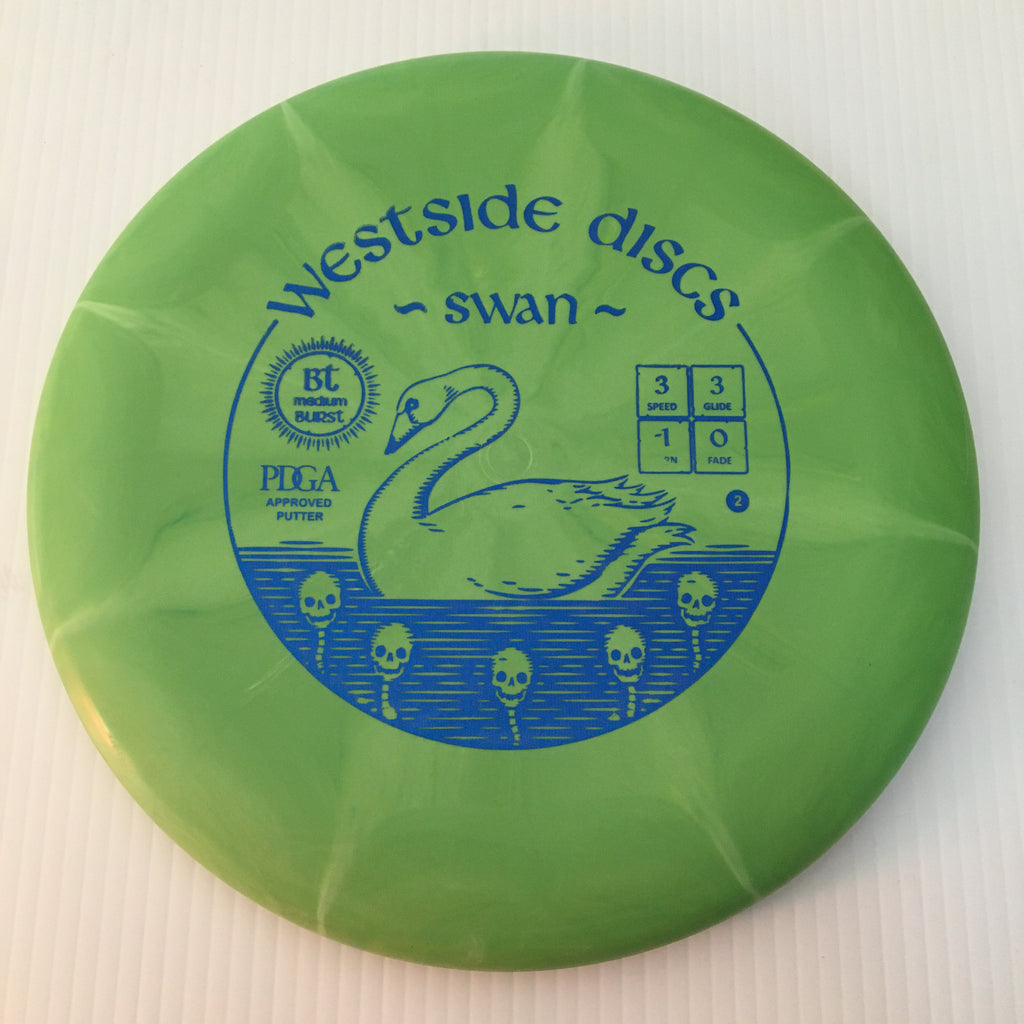 Westside discs
~ swan ~
Bt
medium
Burst
PDGA
APPROVED
PUTTER
3 3
SPEED GLIDE
-1 0
FADE
2